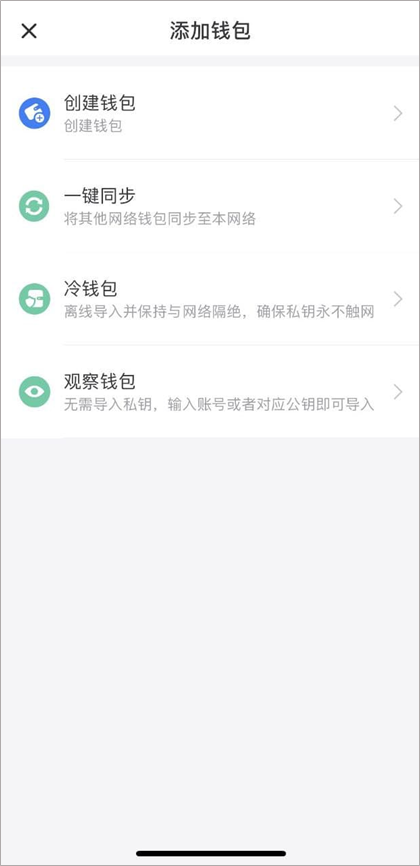 添加钱包
创建钱包
创建钱包
一键同步
将其他网络钱包同步至本网络
冷钱包
离线导入并保持与网络隔绝，确保私钥永不触网
观察钱包
无需导入私钥，输入账号或者对应公钥即可导入